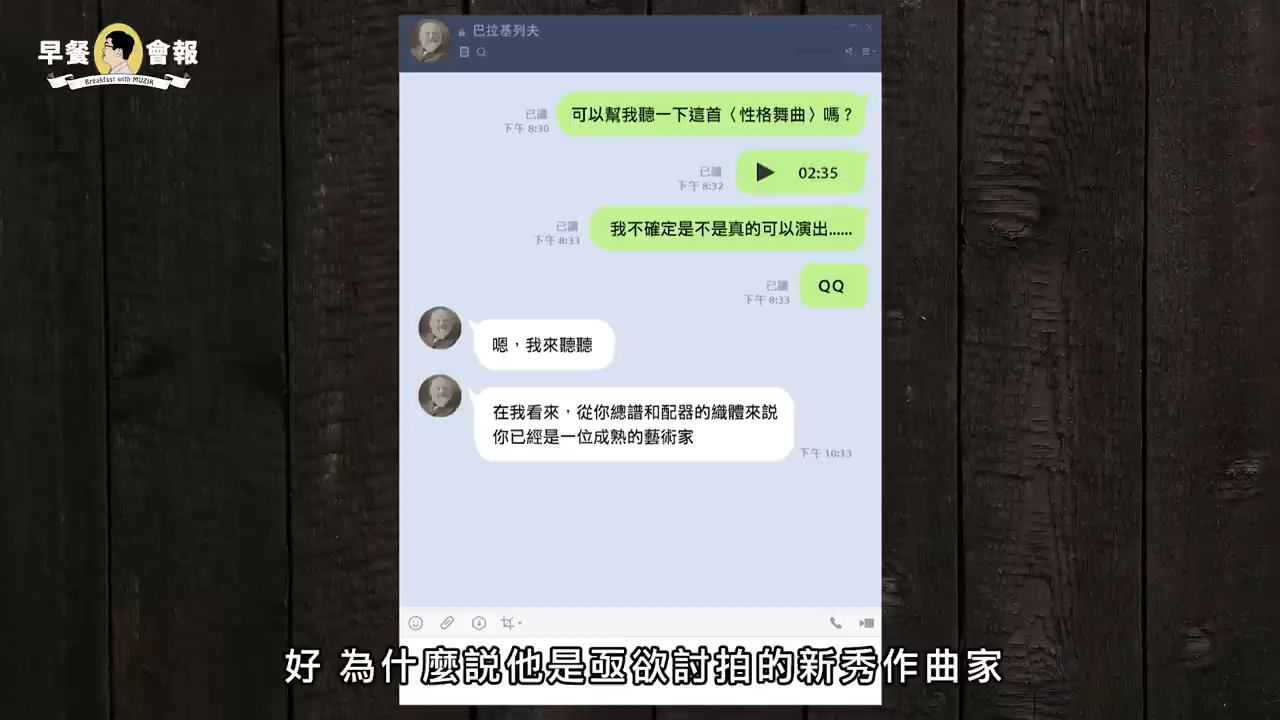 早餐會報
Breakfast with MUZIK
巴拉基列夫
可以幫我聽一下這首〈性格舞曲〉嗎？
已讀
下午 8:30
02:35
已讀
下午 8:32
我不確定是不是真的可以演出......
已讀
下午 8:33
QQ
已讀
下午 8:33
嗯，我來聽聽
在我看來，從你總譜和配器的織體來說
你已經是一位成熟的藝術家
下午 10:13
好 為什麼說他是亟欲討拍的新秀作曲家